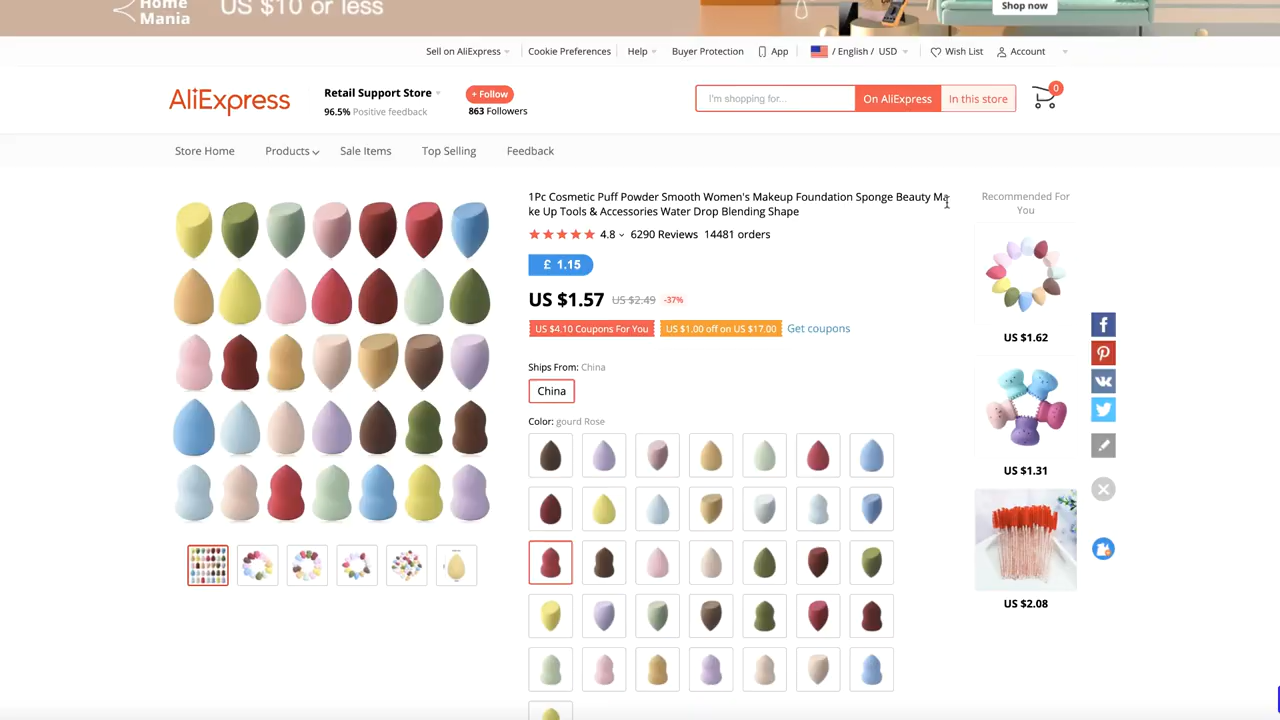 Home
Mania
US $10 or less
Shop now
Sell on AliExpress
Cookie Preferences
Help
Buyer Protection
App
/ English / USD
Wish List
Account
AliExpress
Retail Support Store
96.5% Positive feedback
+ Follow
863 Followers
I'm shopping for...
On AliExpress
In this store
0
Store Home
Products
Sale Items
Top Selling
Feedback
1Pc Cosmetic Puff Powder Smooth Women's Makeup Foundation Sponge Beauty Ma
ke Up Tools & Accessories Water Drop Blending Shape
4.8
6290 Reviews
14481 orders
£ 1.15
US $1.57 US $2.49 -37%
US $4.10 Coupons For You
US $1.00 off on US $17.00
Get coupons
Ships From: China
China
Color: gourd Rose
Recommended For
You
US $1.62
US $1.31
US $2.08